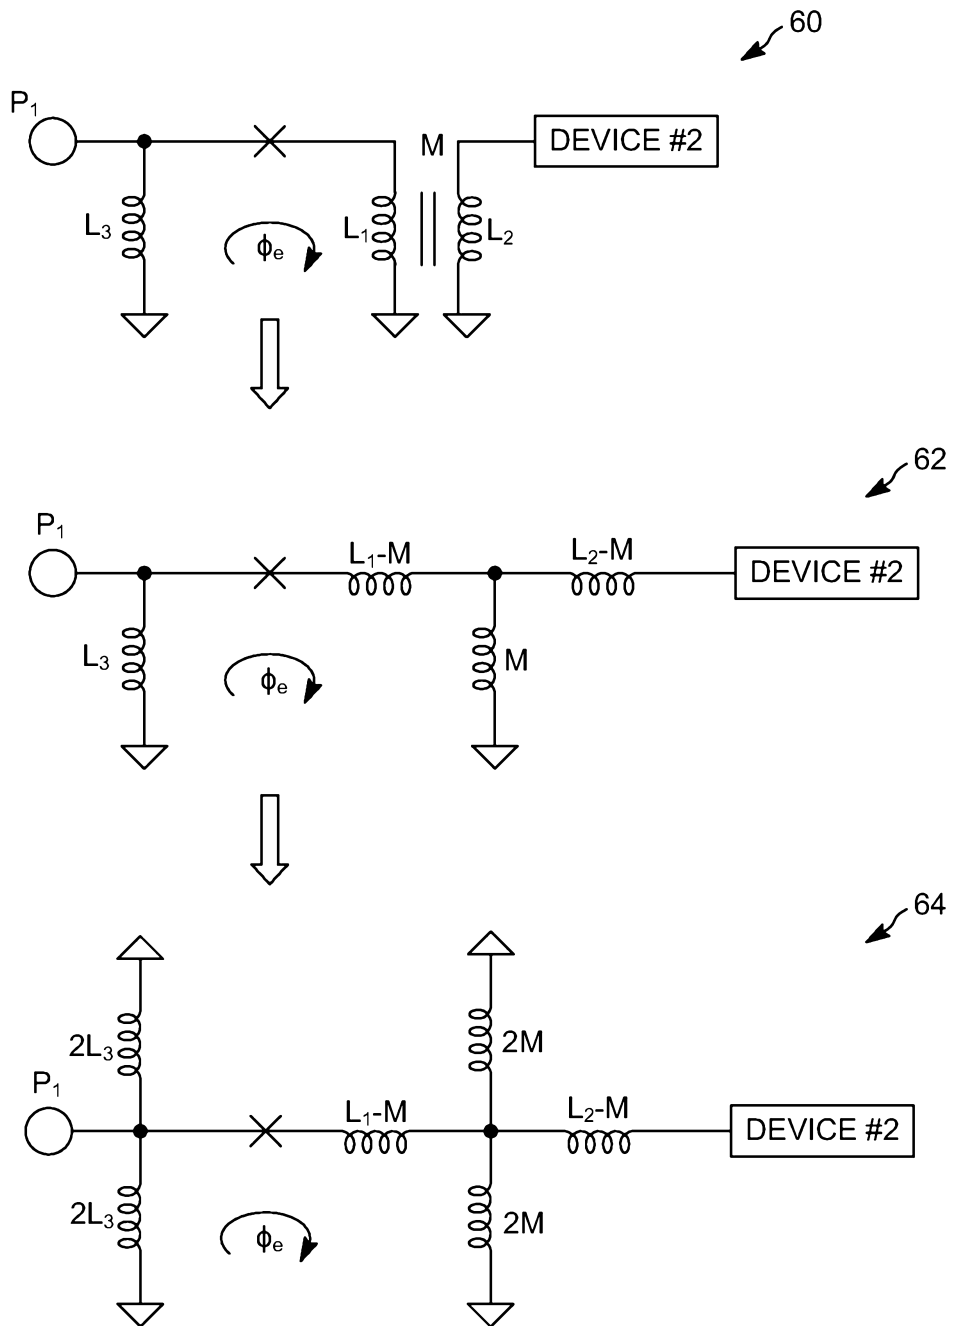 60
P₁
M
DEVICE #2
L₃
ϕₑ
L₁
L₂
62
P₁
L₁-M
L₂-M
DEVICE #2
L₃
ϕₑ
M
64
2L₃
2M
P₁
L₁-M
L₂-M
DEVICE #2
2L₃
ϕₑ
2M